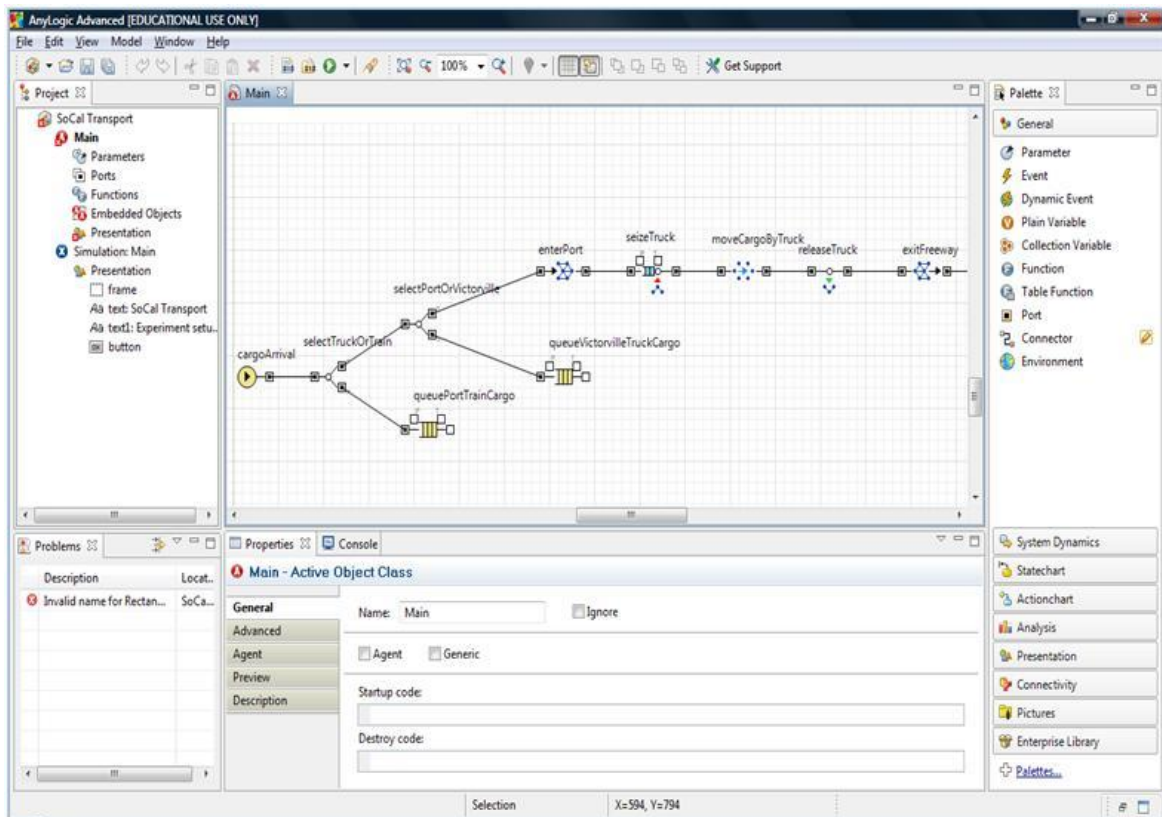 AnyLogic Advanced [EDUCATIONAL USE ONLY]
File Edit View Model Window Help
100% Get Support
Project
SoCal Transport
Main
Parameters
Ports
Functions
Embedded Objects
Presentation
Simulation: Main
Presentation
frame
Aa text: SoCal Transport
Aa text1: Experiment setu...
button
Main
enterPort
seizeTruck
moveCargoByTruck
releaseTruck
exitFreeway
selectPortOrVictorville
selectTruckOrTrain
queueVictorvilleTruckCargo
cargoArrival
queuePortTrainCargo
Palette
General
Parameter
Event
Dynamic Event
Plain Variable
Collection Variable
Function
Table Function
Port
Connector
Environment
System Dynamics
Statechart
Actionchart
Analysis
Presentation
Connectivity
Pictures
Enterprise Library
Palettes...
Problems
Description Locat..
Invalid name for Rectan... SoCa...
Properties Console
Main - Active Object Class
General
Advanced
Agent
Preview
Description
Name: Main Ignore
Agent Generic
Startup code:
Destroy code:
Selection X=594, Y=794